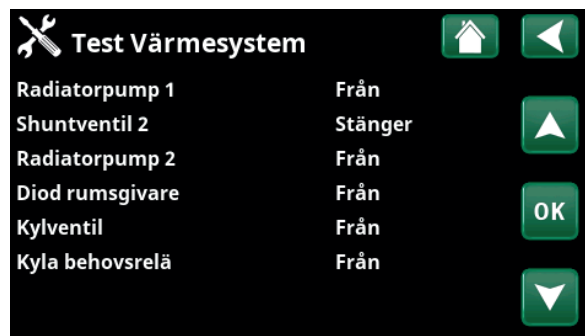 Test Värmesystem
Radiatorpump 1 Från
Shuntventil 2 Stänger
Radiatorpump 2 Från
Diod rumsgivare Från
Kylventil Från
Kyla behovsrelä Från
OK